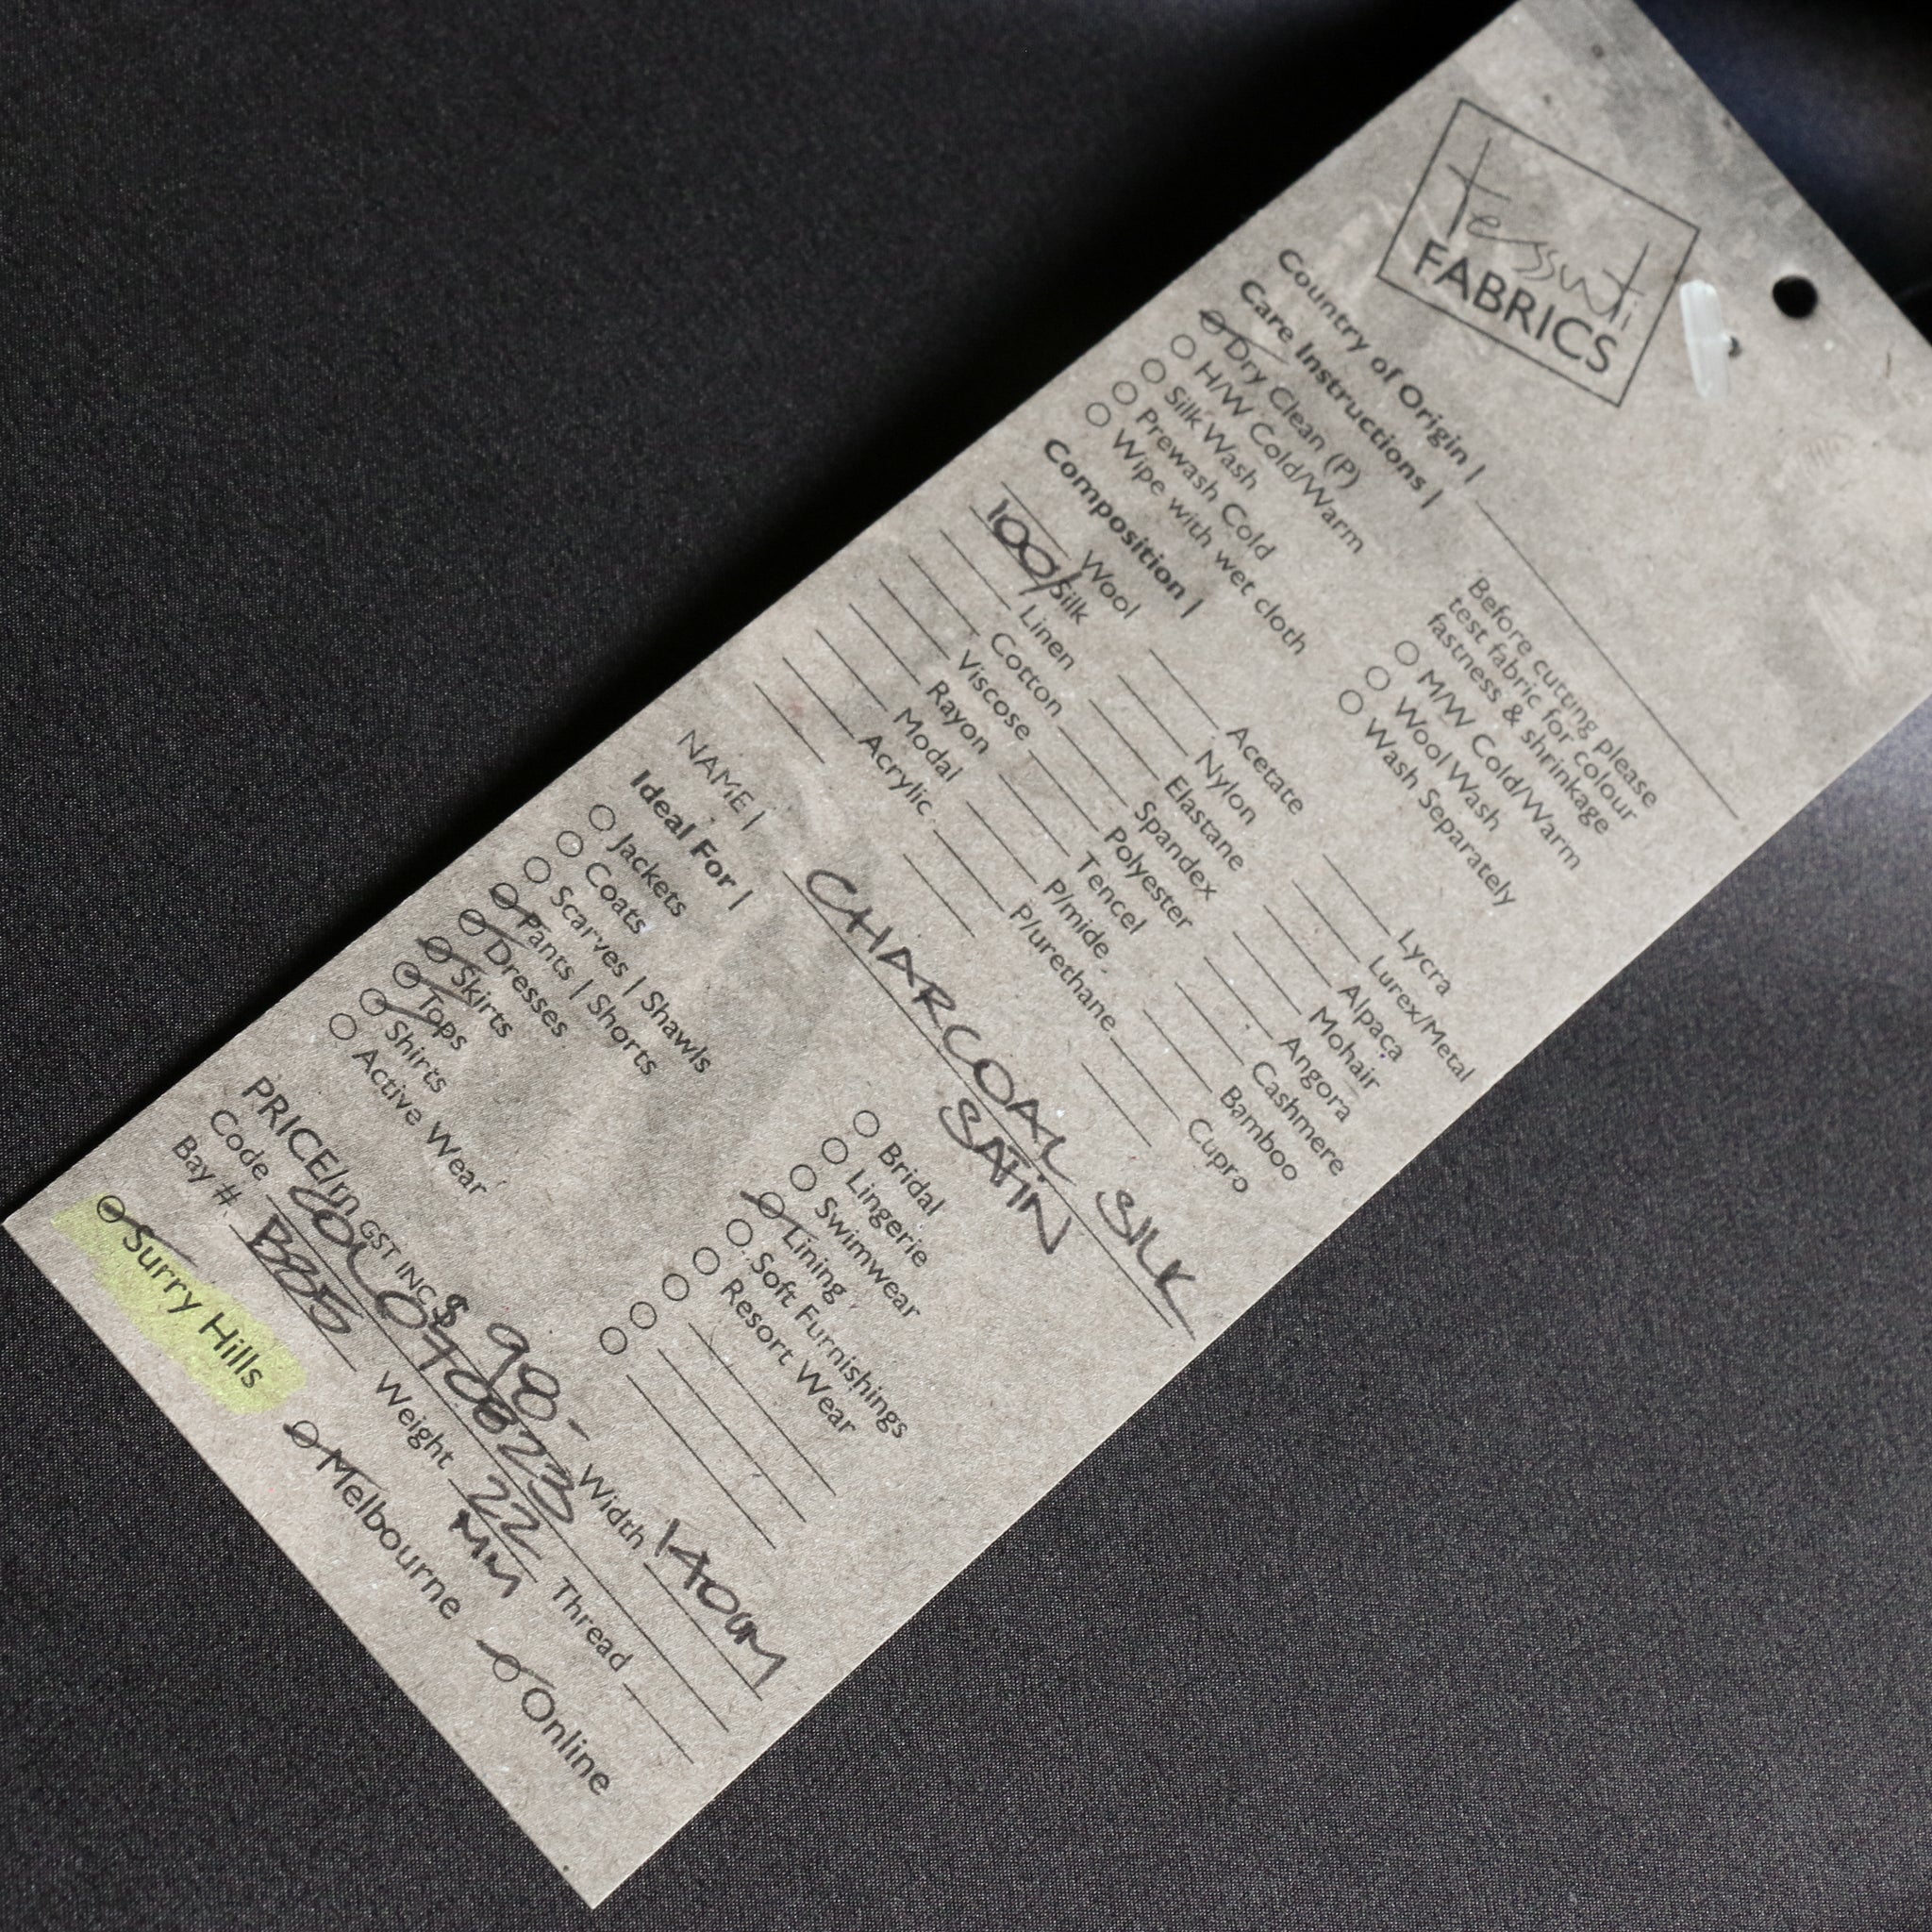 tessuti
FABRICS
Country of Origin |
Care Instructions |
Dry Clean (P)
H/W Cold/Warm
Silk Wash
Prewash Cold
Wipe with wet cloth
Before cutting please
test fabric for colour
fastness & shrinkage
M/W Cold/Warm
Wool Wash
Wash Separately
Composition |
Wool
100/ Silk
Linen
Cotton
Viscose
Rayon
Modal
Acrylic
Acetate
Nylon
Elastane
Spandex
Polyester
Tencel
P/mide
P/urethane
Lycra
Lurex/Metal
Alpaca
Mohair
Angora
Cashmere
Bamboo
Cupro
NAME | CHARCOAL SILK
SATIN
Ideal For |
Jackets
Coats
Scarves | Shawls
Pants | Shorts
Dresses
Skirts
Tops
Shirts
Active Wear
Bridal
Lingerie
Swimwear
Lining
Soft Furnishings
Resort Wear
PRICE/m GST INC $ 98- Width 140cm
Code COL070823
Bay # Weight 22 MM Thread
Surry Hills Melbourne Online